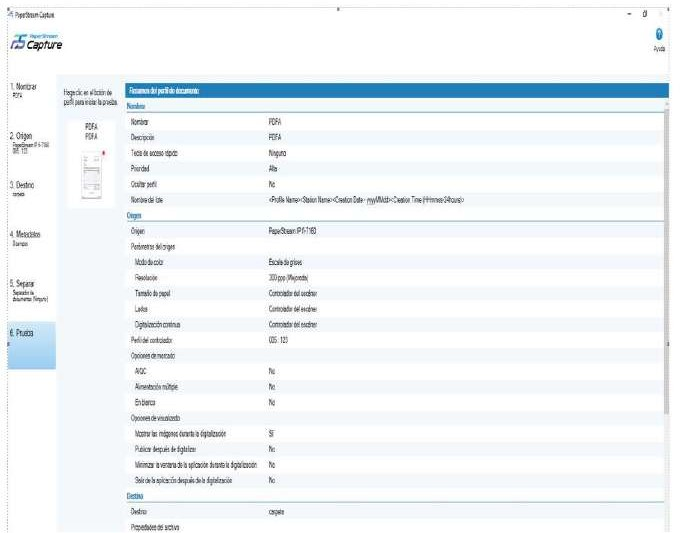 PaperStream Capture
PaperStream
Capture
Ayuda
1. Nombrar
PDFA
2. Origen
PaperStream IP fi-7160
005 : 123
3. Destino
carpeta
4. Metadatos
5. Separar
Separador de
documentos [Ninguno]
6. Prueba
Haga clic en el botón de
perfil para iniciar la prueba.
PDFA
PDFA
Resumen del perfil de documento
Nombre
Nombrar PDFA
Descripción PDFA
Tecla de acceso rápido Ninguno
Prioridad Alta
Ocultar perfil No
Nombre del lote <Profile Name><Station Name><Creation Date - yyyyMMdd><Creation Time (HHmmss-24hours)>
Origen
Origen PaperStream IP fi-7160
Parámetros del origen
Modo de color Escala de grises
Resolución 300 ppp (Mejorada)
Tamaño de papel Controlador del escáner
Lados Controlador del escáner
Digitalización continua Controlador del escáner
Perfil del controlador 005 : 123
Opciones de marcado
AIQC No
Alimentación múltiple No
En blanco No
Opciones de visualizado
Mostrar las imágenes durante la digitalización Sí
Publicar después de digitalizar No
Minimizar la ventana de la aplicación durante la digitalización No
Salir de la aplicación después de la digitalización No
Destino
Destino carpeta
Propiedades del archivo